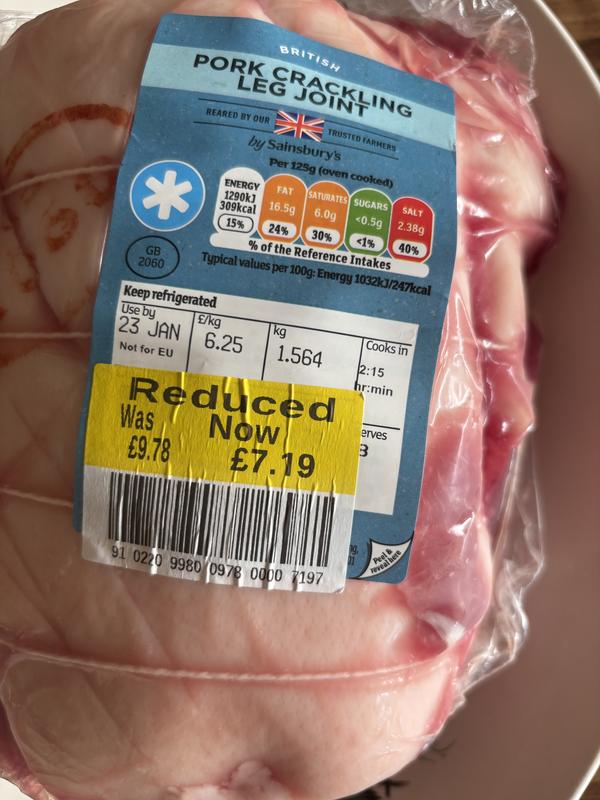 BRITISH
PORK CRACKLING
LEG JOINT
REARED BY OUR TRUSTED FARMERS
by Sainsbury's
Per 125g (oven cooked)
ENERGY FAT SATURATES SUGARS SALT
1290kJ
309kcal 16.5g 6.0g <0.5g 2.38g
15% 24% 30% <1% 40%
% of the Reference Intakes
Typical values per 100g: Energy 1032kJ/247kcal
GB
2060
Keep refrigerated
Use by £/kg kg Cooks in
23 JAN 6.25 1.564 2:15
Not for EU hr:min
erves
Reduced
Was Now
£9.78 £7.19
91 0220 9980 0978 0000 7197
Peel &
reveal here